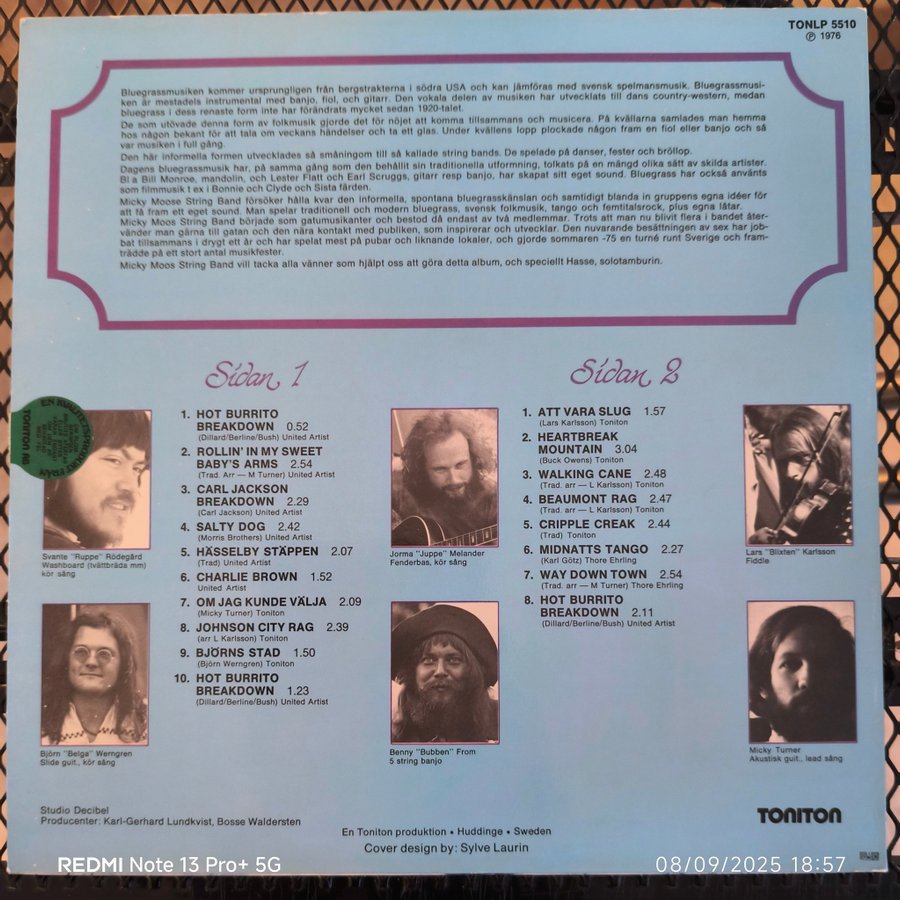 TONLP 5510
Ⓟ 1976
Bluegrassmusiken kommer ursprungligen från bergstrakterna i södra USA och kan jämföras med svensk spelmansmusik. Bluegrassmusi-
ken är mestadels instrumental med banjo, fiol, och gitarr. Den vokala delen av musiken har utvecklats till dans country-western, medan
bluegrass i dess renaste form inte har förändrats mycket sedan 1920-talet.
De som utövade denna form av folkmusik gjorde det för nöjet att komma tillsammans och musicera. På kvällarna samlades man hemma
hos någon bekant för att tala om veckans händelser och ta ett glas. Under kvällens lopp plockade någon fram en fiol eller banjo och så
var musiken i full gång.
Den här informella formen utvecklades så småningom till så kallade string bands. De spelade på danser, fester och bröllop.
Dagens bluegrassmusik har, på samma gång som den behållit sin traditionella utformning, tolkats på en mängd olika sätt av skilda artister.
Bl a Bill Monroe, mandolin, och Lester Flatt och Earl Scruggs, gitarr resp banjo, har skapat sitt eget sound. Bluegrass har också använts
som filmmusik t ex i Bonnie och Clyde och Sista färden.
Micky Moose String Band försöker hålla kvar den informella, spontana bluegrasskänslan och samtidigt blanda in gruppens egna idéer för
att få fram ett eget sound. Man spelar traditionell och modern bluegrass, svensk folkmusik, tango och femtitalsrock, plus egna låtar.
Micky Moos String Band började som gatumusikanter och bestod då endast av två medlemmar. Trots att man nu blivit flera i bandet åter-
vänder man gärna till gatan och den nära kontakt med publiken, som inspirerar och utvecklar. Den nuvarande besättningen av sex har job-
bat tillsammans i drygt ett år och har spelat mest på pubar och liknande lokaler, och gjorde sommaren -75 en turné runt Sverige och fram-
trädde på ett stort antal musikfester.
Micky Moos String Band vill tacka alla vänner som hjälpt oss att göra detta album, och speciellt Hasse, solotamburin.
Sidan 1
1. HOT BURRITO
BREAKDOWN 0.52
(Dillard/Berline/Bush) United Artist
2. ROLLIN' IN MY SWEET
BABY'S ARMS 2.54
(Trad. Arr — M Turner) United Artist
3. CARL JACKSON
BREAKDOWN 2.29
(Carl Jackson) United Artist
4. SALTY DOG 2.42
(Morris Brothers) United Artist
5. HÄSSELBY STÄPPEN 2.07
(Trad) United Artist
6. CHARLIE BROWN 1.52
United Artist
7. OM JAG KUNDE VÄLJA 2.09
(Micky Turner) Toniton
8. JOHNSON CITY RAG 2.39
(arr L Karlsson) Toniton
9. BJÖRNS STAD 1.50
(Björn Werngren) Toniton
10. HOT BURRITO
BREAKDOWN 1.23
(Dillard/Berline/Bush) United Artist
Sidan 2
1. ATT VARA SLUG 1.57
(Lars Karlsson) Toniton
2. HEARTBREAK
MOUNTAIN 3.04
(Buck Owens) Toniton
3. WALKING CANE 2.48
(Trad. arr — L Karlsson) Toniton
4. BEAUMONT RAG 2.47
(Trad. arr — L Karlsson) Toniton
5. CRIPPLE CREAK 2.44
(Trad) Toniton
6. MIDNATTS TANGO 2.27
(Karl Götz) Thore Ehrling
7. WAY DOWN TOWN 2.54
(Trad. arr — M Turner) Thore Ehrling
8. HOT BURRITO
BREAKDOWN 2.11
(Dillard/Berline/Bush) United Artist
EN KVALITETSPRODUKT FRÅN
TONITON AB
Svante "Ruppe" Rödegård
Washboard (tvättbräda mm)
kör sång
Jorma "Juppe" Melander
Fenderbas, kör sång
Lars "Blixten" Karlsson
Fiddle
Björn "Belga" Werngren
Slide guit., kör sång
Benny "Bubben" From
5 string banjo
Micky Turner
Akustisk guit., lead sång
Studio Decibel
Producenter: Karl-Gerhard Lundkvist, Bosse Waldersten
TONITON
En Toniton produktion • Huddinge • Sweden
Cover design by: Sylve Laurin
REDMI Note 13 Pro+ 5G
08/09/2025 18:57